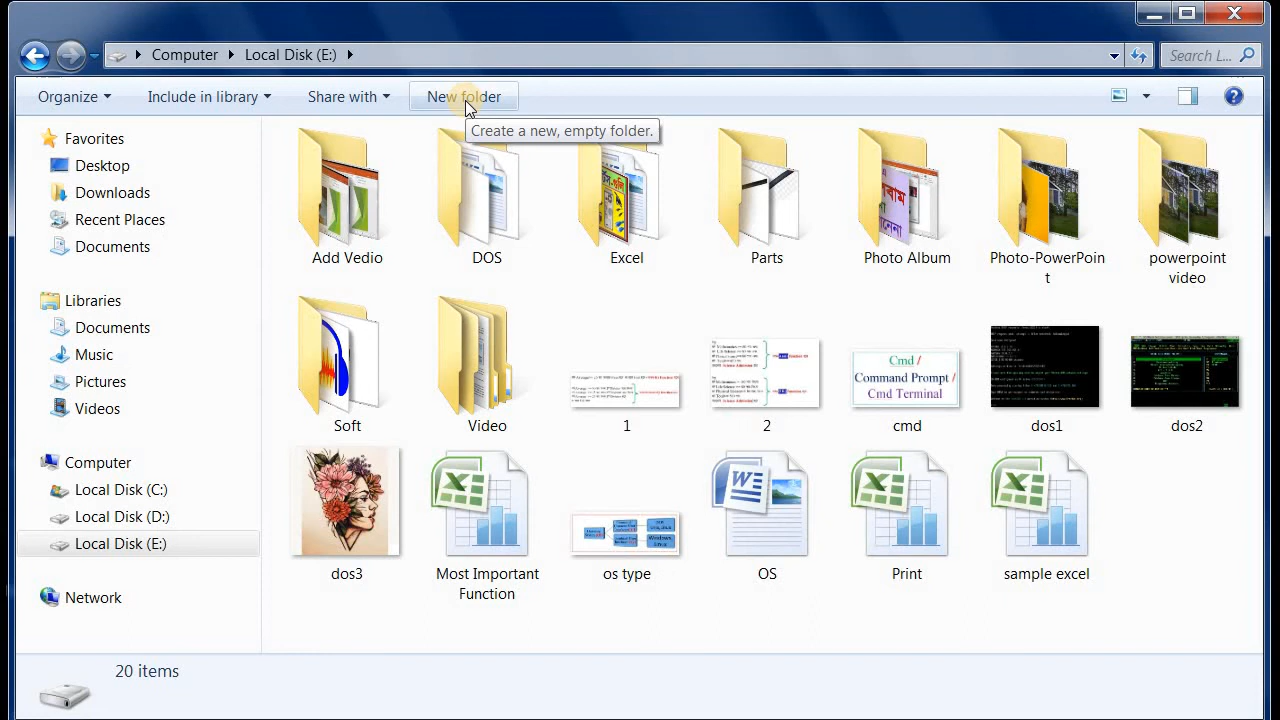 Computer
Local Disk (E:)
Search L...
Organize
Include in library
Share with
New folder
Create a new, empty folder.
Favorites
Desktop
Downloads
Recent Places
Documents
Libraries
Documents
Music
Pictures
Videos
Computer
Local Disk (C:)
Local Disk (D:)
Local Disk (E:)
Network
Add Vedio
DOS
Excel
Parts
Photo Album
Photo-PowerPoin
t
powerpoint
video
Soft
Video
1
2
Cmd /
Command Prompt /
Cmd Terminal
cmd
dos1
dos2
dos3
Most Important
Function
os type
OS
Print
sample excel
20 items